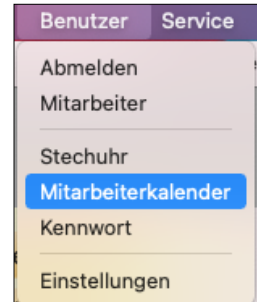 Benutzer Service
Abmelden
Mitarbeiter
Stechuhr
Mitarbeiterkalender
Kennwort
Einstellungen